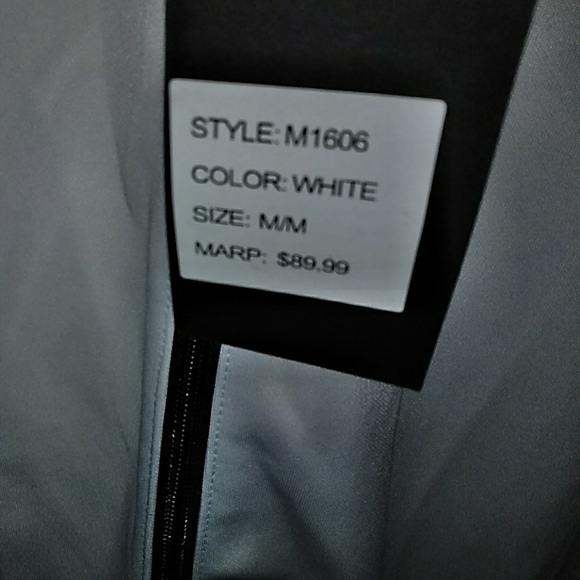 STYLE: M1606
COLOR: WHITE
SIZE: M/M
MARP: $89.99